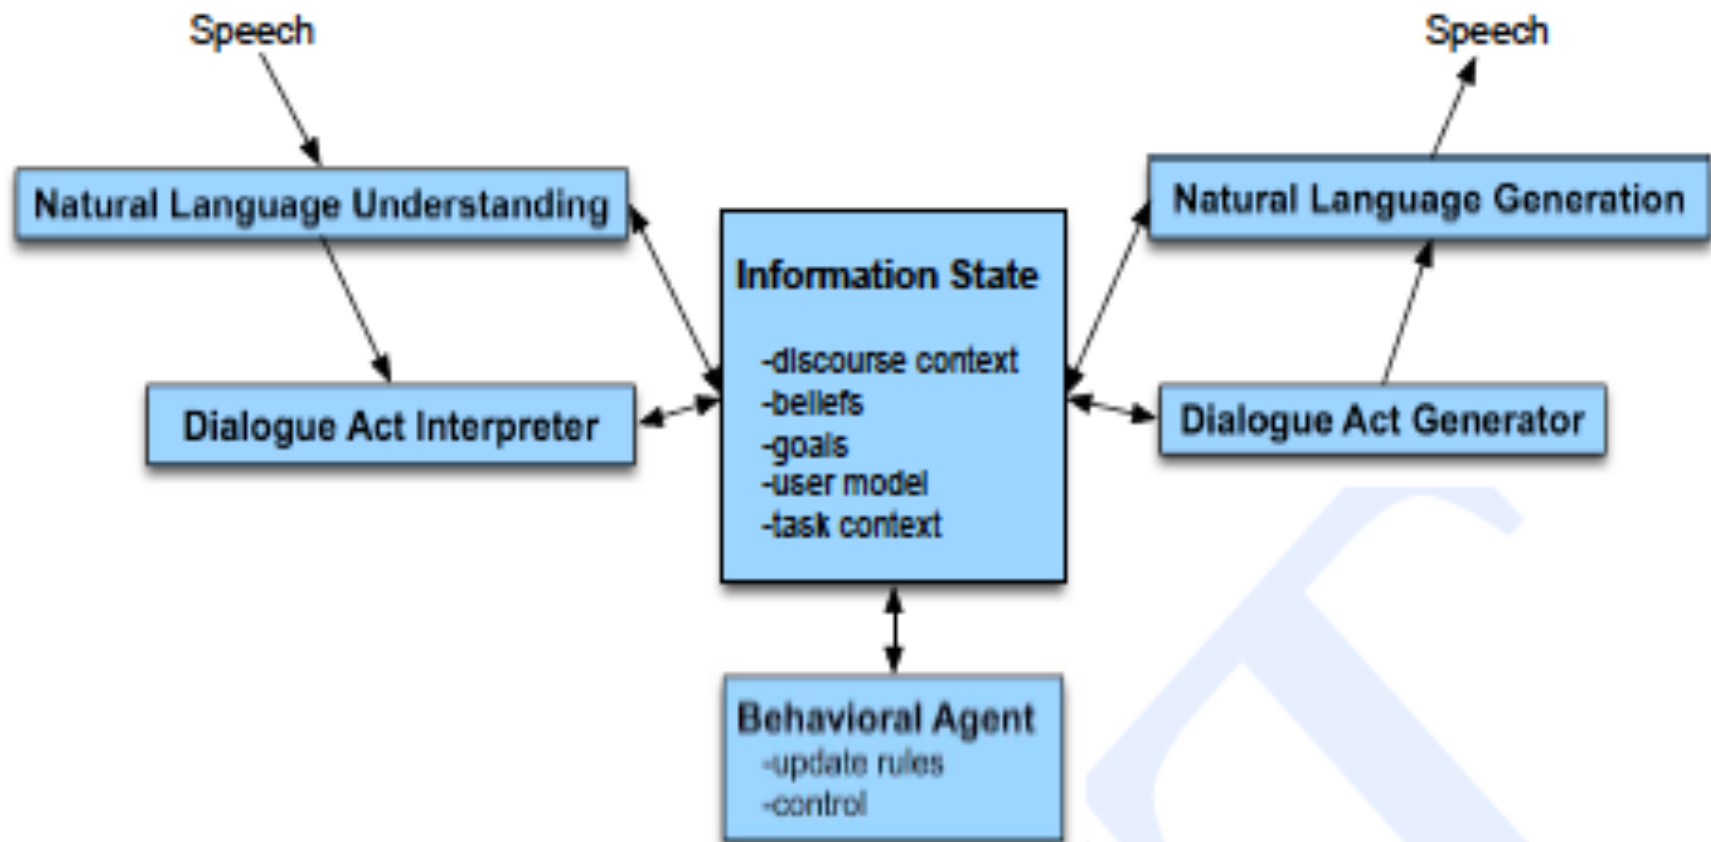 Speech
Speech
Natural Language Understanding
Natural Language Generation
Information State
-discourse context
-beliefs
-goals
-user model
-task context
Dialogue Act Interpreter
Dialogue Act Generator
Behavioral Agent
-update rules
-control